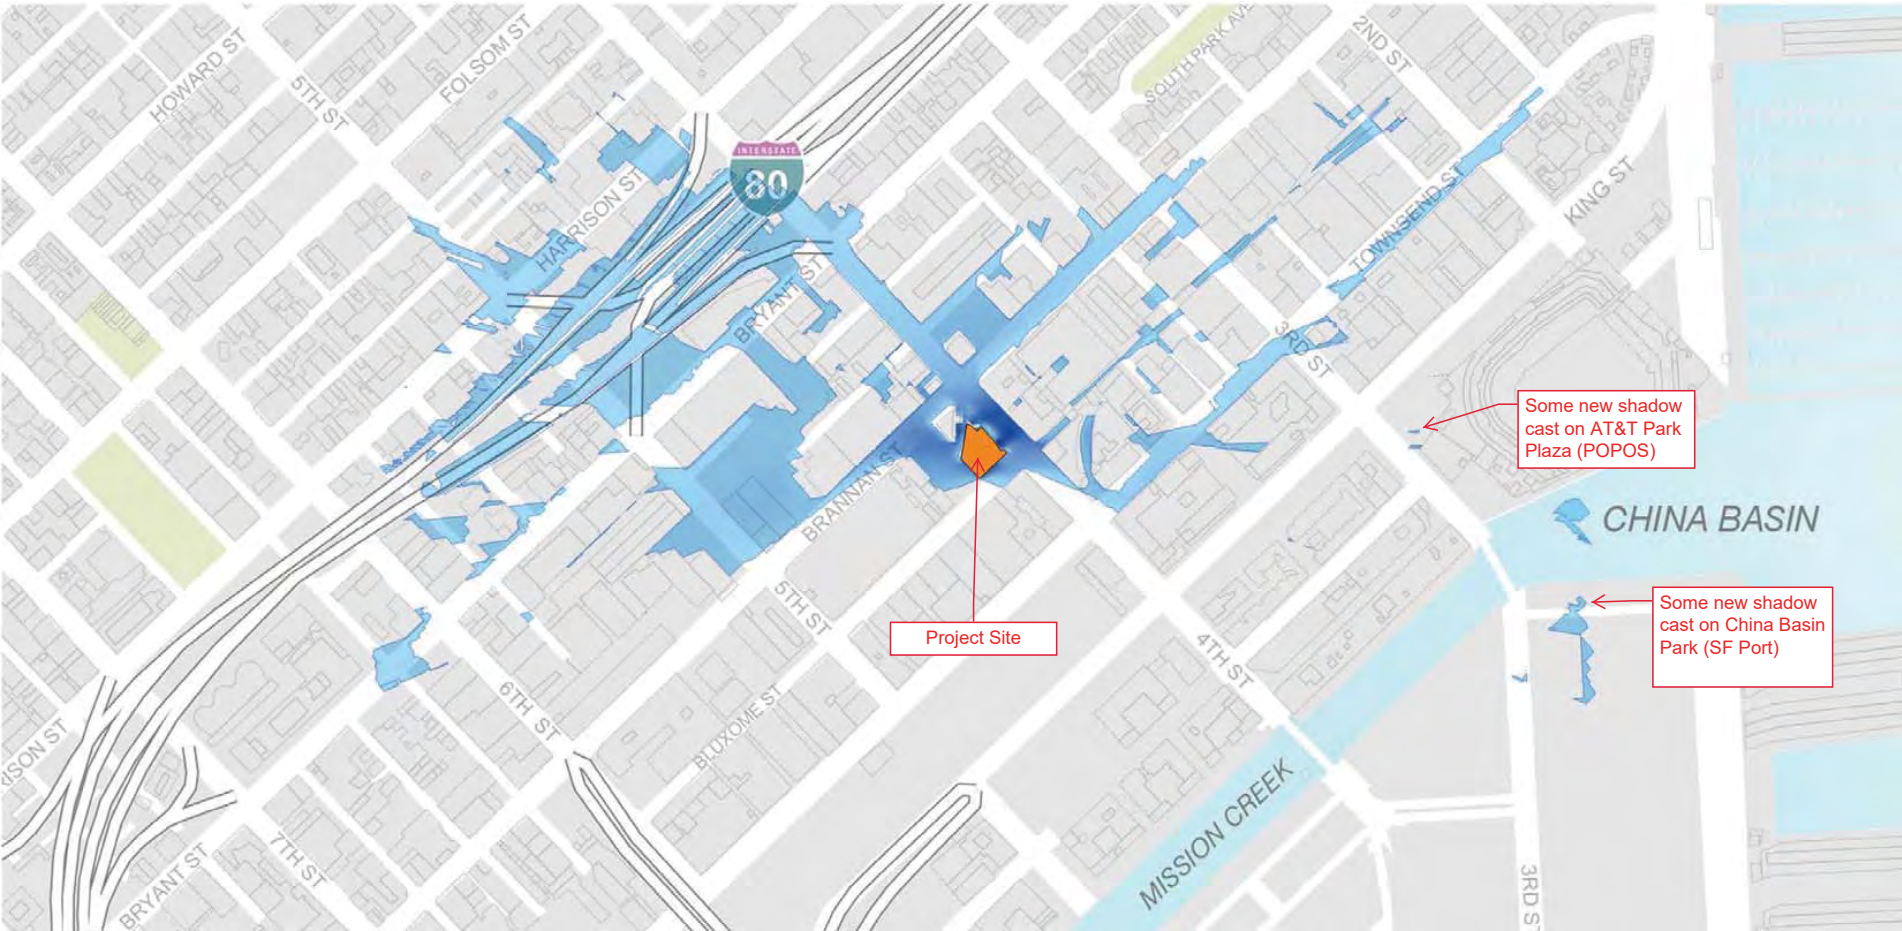 HOWARD ST
5TH ST
FOLSOM ST
SOUTH PARK AVE
2ND ST
INTERSTATE
80
HARRISON ST
KING ST
TOWNSEND ST
BRYANT ST
3RD ST
Some new shadow
cast on AT&T Park
Plaza (POPOS)
BRANNAN ST
CHINA BASIN
5TH ST
Project Site
Some new shadow
cast on China Basin
Park (SF Port)
4TH ST
6TH ST
BLUXOME ST
RISON ST
MISSION CREEK
BRYANT ST
7TH ST
3RD S